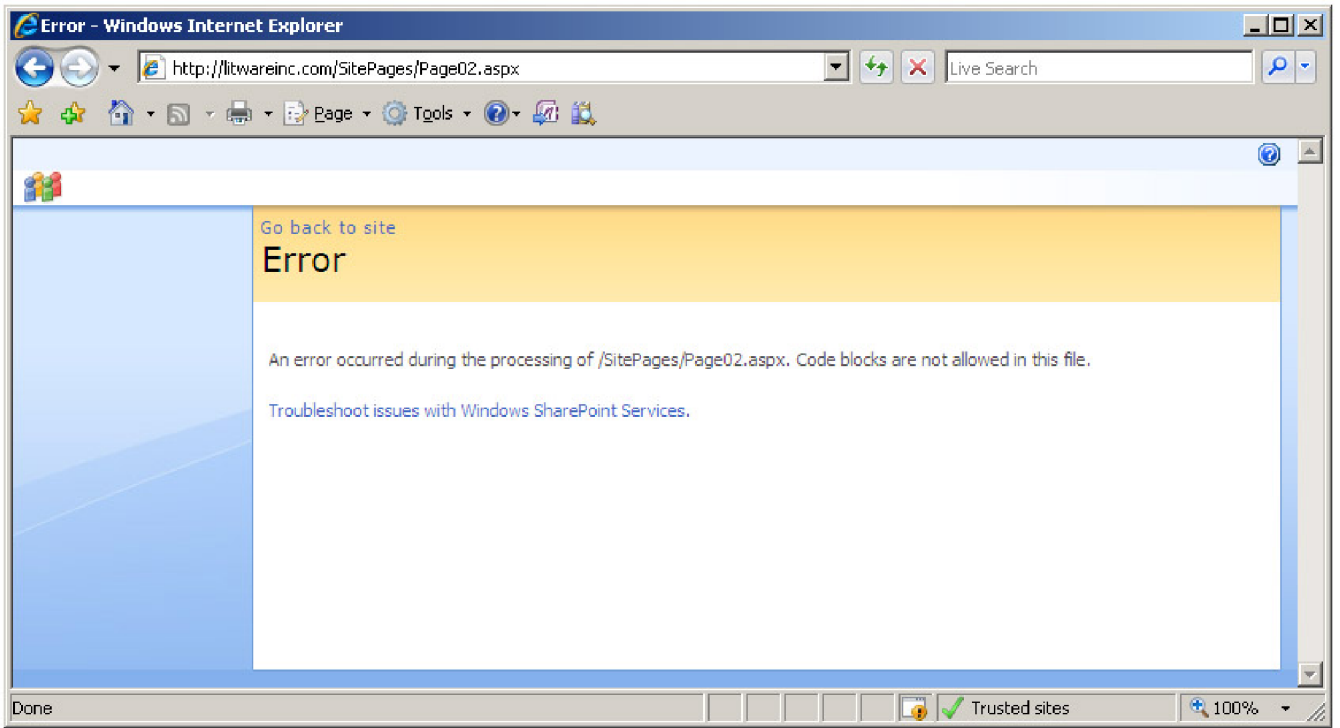 Error - Windows Internet Explorer
http://litwareinc.com/SitePages/Page02.aspx
Live Search
Page
Tools
Go back to site
Error
An error occurred during the processing of /SitePages/Page02.aspx. Code blocks are not allowed in this file.
Troubleshoot issues with Windows SharePoint Services.
Done
Trusted sites
100%